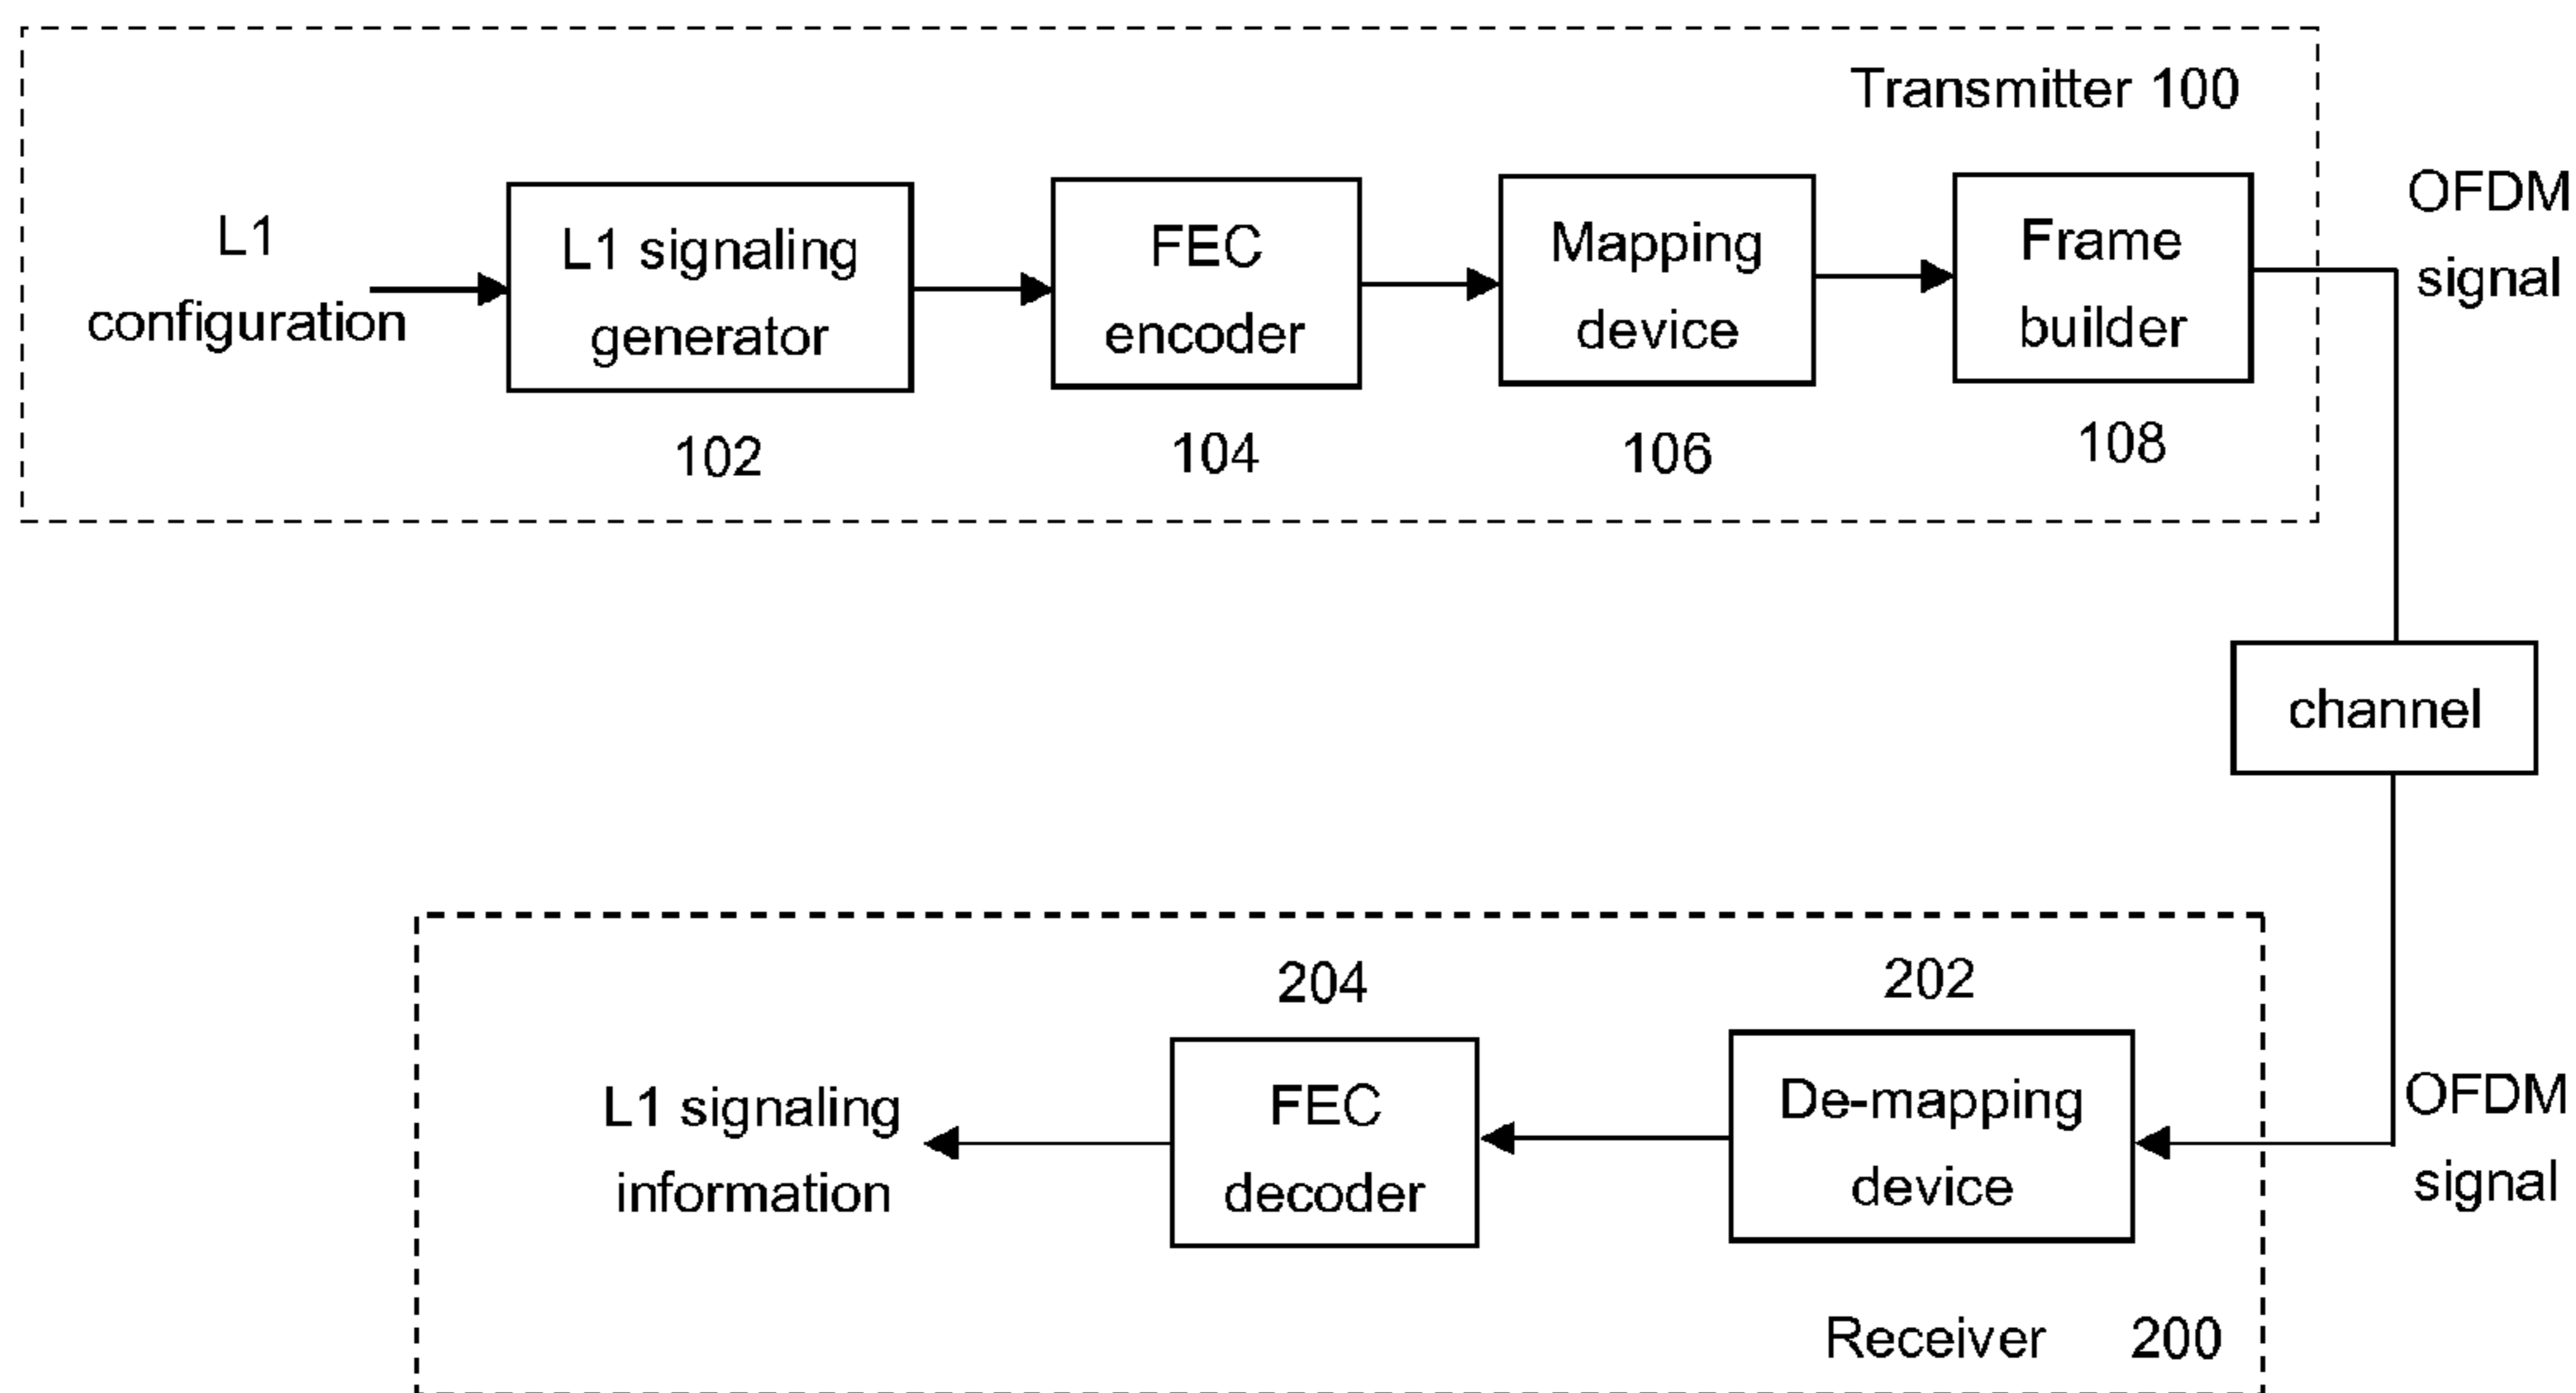 Transmitter 100
L1
configuration
L1 signaling
generator
102
FEC
encoder
104
Mapping
device
106
Frame
builder
108
OFDM
signal
channel
OFDM
signal
202
De-mapping
device
204
FEC
decoder
L1 signaling
information
Receiver 200